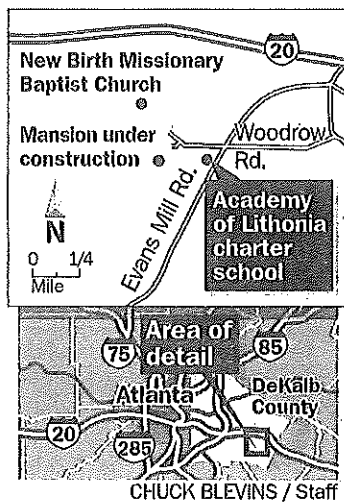 20
New Birth Missionary
Baptist Church
Mansion under
construction
Woodrow
Rd.
Evans Mill Rd.
Academy
of Lithonia
charter
school
N
0 1/4
Mile
Area of
detail
75
85
Atlanta
DeKalb
County
20
285
CHUCK BLEVINS / Staff